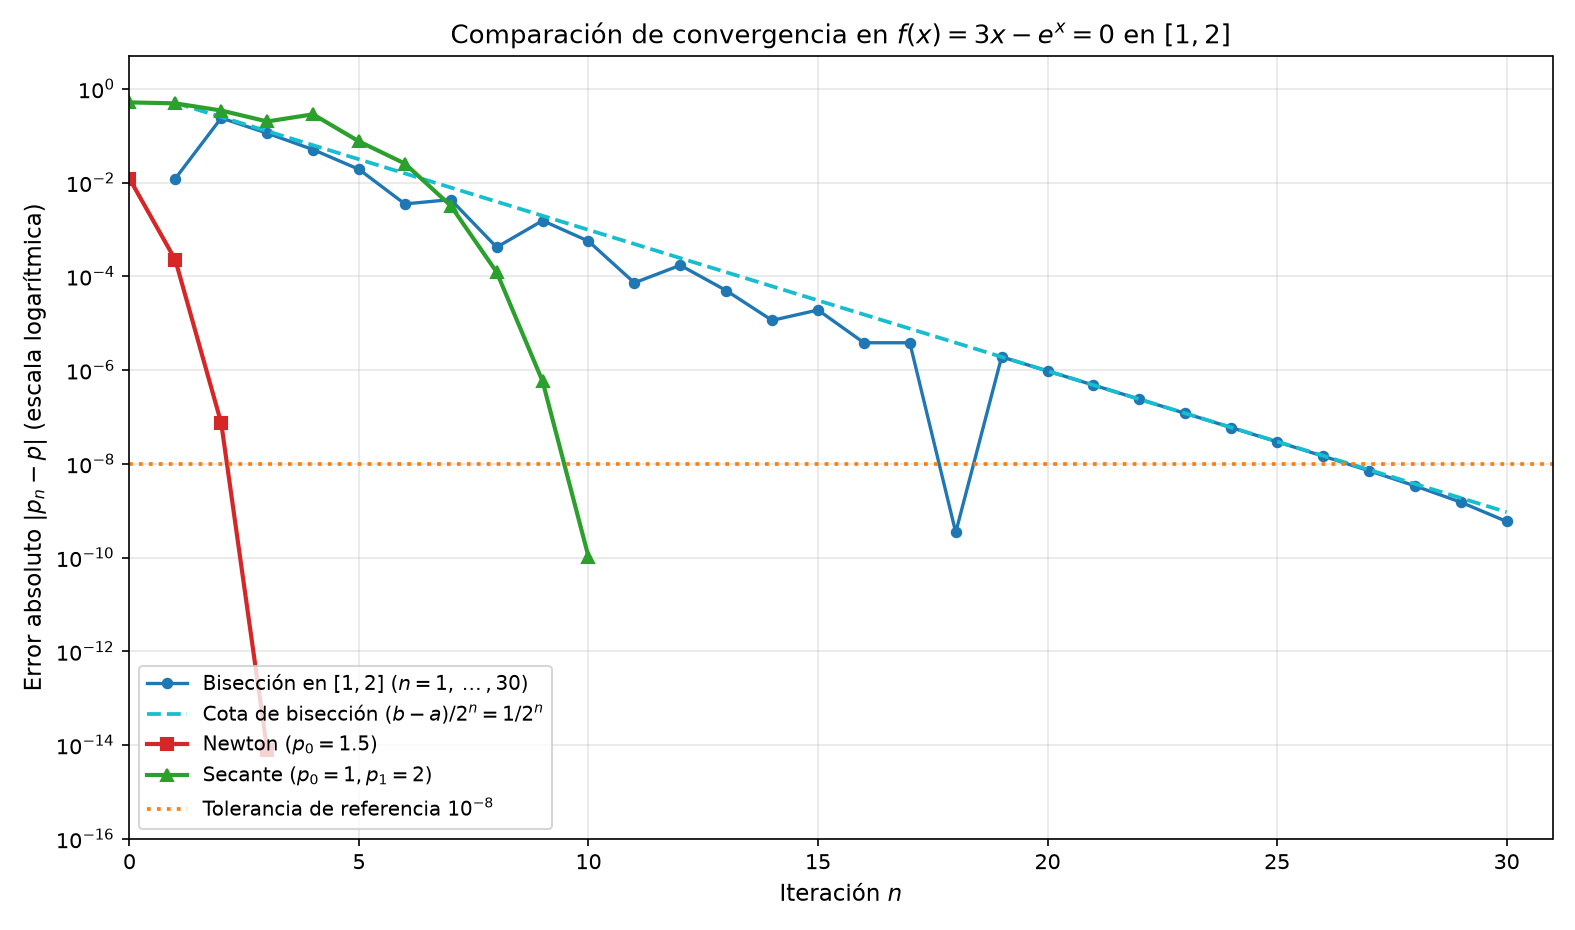 Comparación de convergencia en $f(x) = 3x - e^x = 0$ en $[1, 2]$
Error absoluto $|p_n - p|$ (escala logarítmica)
$10^0$
$10^{-2}$
$10^{-4}$
$10^{-6}$
$10^{-8}$
$10^{-10}$
$10^{-12}$
$10^{-14}$
$10^{-16}$
Bisección en $[1, 2]$ ($n = 1, \ldots, 30$)
Cota de bisección $(b - a)/2^n = 1/2^n$
Newton ($p_0 = 1.5$)
Secante ($p_0 = 1, p_1 = 2$)
Tolerancia de referencia $10^{-8}$
0 5 10 15 20 25 30
Iteración $n$